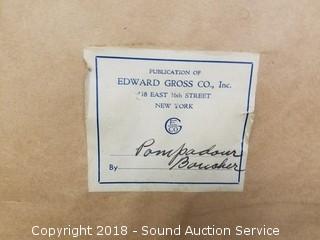 PUBLICATION OF
EDWARD GROSS CO., Inc.
118 EAST 16th STREET
NEW YORK
E G CO
Pompadour
By Boucher
Copyright 2018 - Sound Auction Service